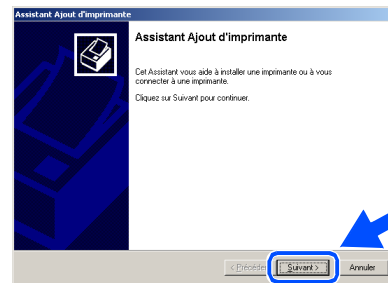 Assistant Ajout d'imprimante
Assistant Ajout d'imprimante
Cet Assistant vous aide à installer une imprimante ou à vous
connecter à une imprimante.
Cliquez sur Suivant pour continuer.
< Précéder
Suivant >
Annuler